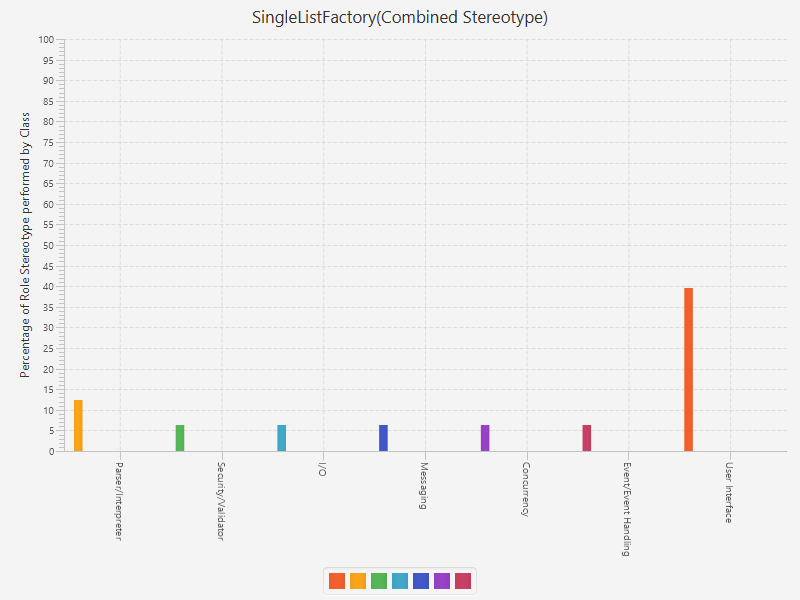 SingleListFactory(Combined Stereotype)
Percentage of Role Stereotype performed by Class
100
95
90
85
80
75
70
65
60
55
50
45
40
35
30
25
20
15
10
5
0
Parser/Interpreter
Security/Validator
I/O
Messaging
Concurrency
Event/Event Handling
User Interface